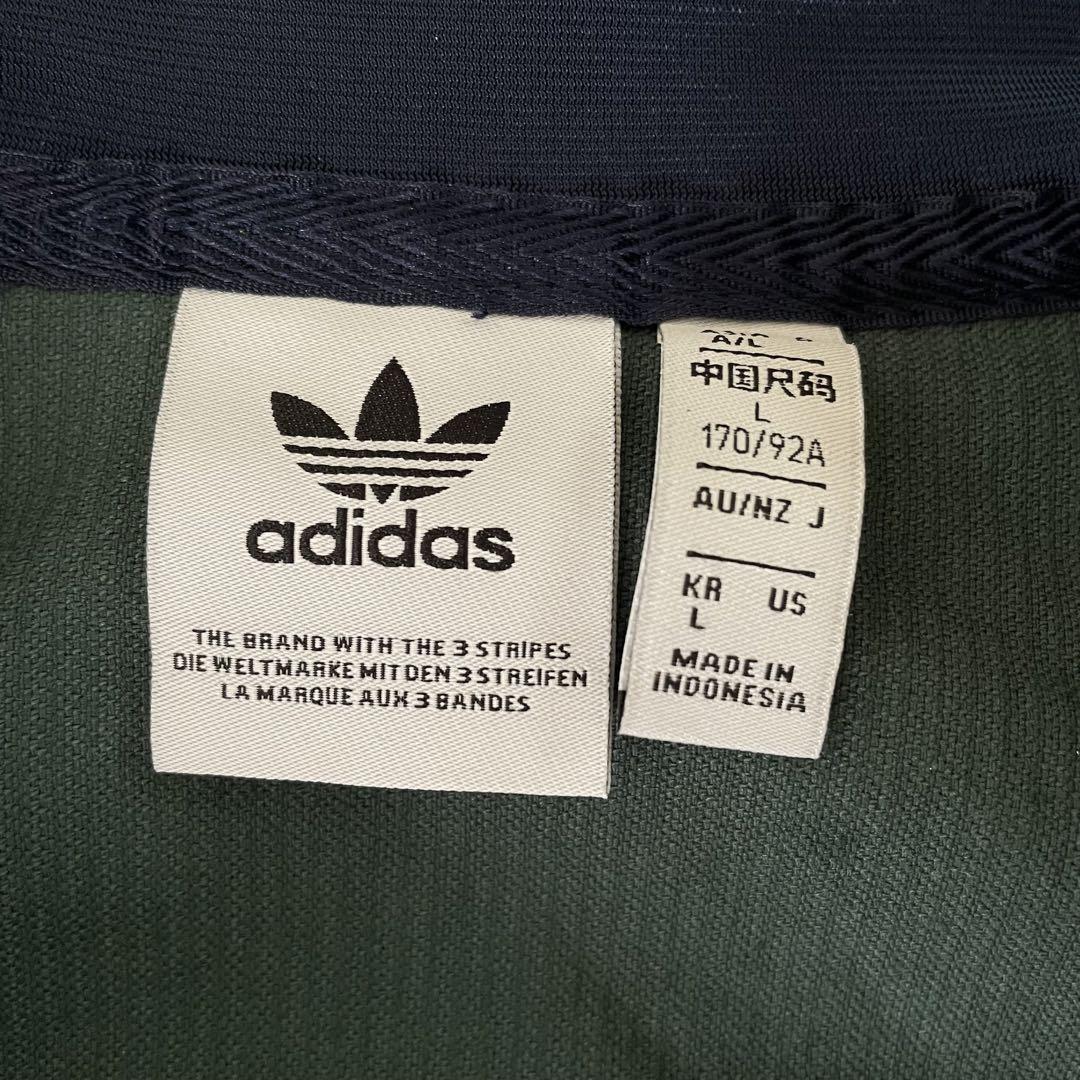 adidas
THE BRAND WITH THE 3 STRIPES
DIE WELTMARKE MIT DEN 3 STREIFEN
LA MARQUE AUX 3 BANDES
A/L
中国尺码
L
170/92A
AU/NZ J
KR US
L
MADE IN
INDONESIA